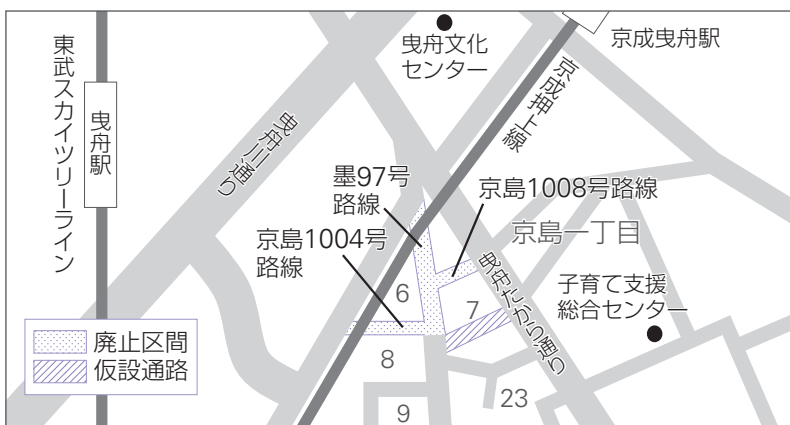 東武スカイツリーライン
曳舟駅
曳舟川通り
曳舟文化
センター
京成曳舟駅
京成押上線
墨97号
路線
京島1008号路線
京島1004号
路線
京島一丁目
曳舟たから通り
子育て支援
総合センター
6
7
8
9
23
廃止区間
仮設通路